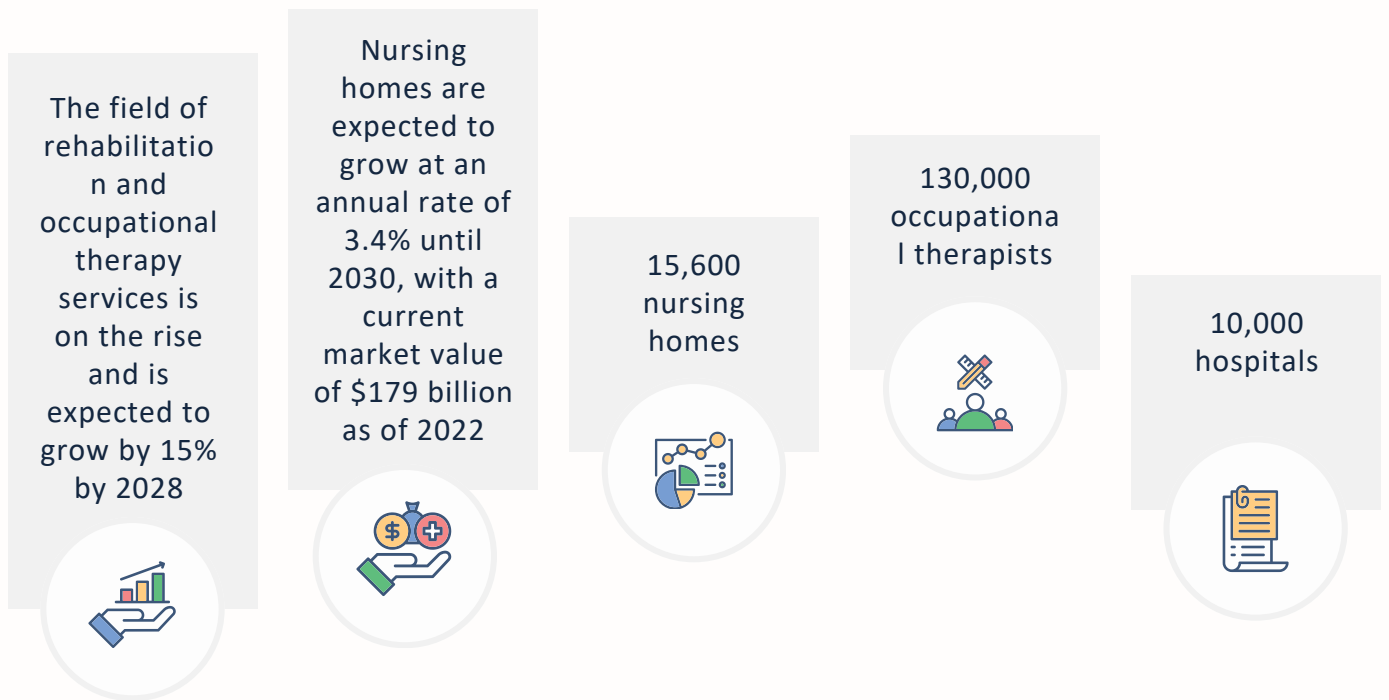 The field of
rehabilitatio
n and
occupational
therapy
services is
on the rise
and is
expected to
grow by 15%
by 2028
Nursing
homes are
expected to
grow at an
annual rate of
3.4% until
2030, with a
current
market value
of $179 billion
as of 2022
15,600
nursing
homes
130,000
occupationa
l therapists
10,000
hospitals